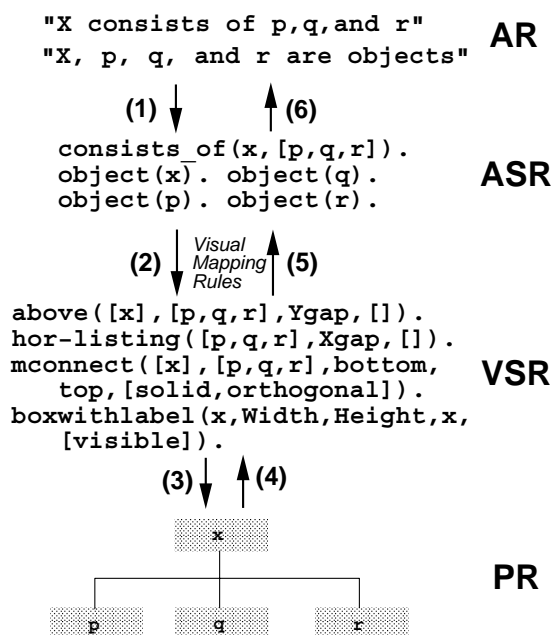 "X consists of p,q,and r"
"X, p, q, and r are objects"
AR
(1) (6)
consists_of(x,[p,q,r]).
object(x). object(q).
object(p). object(r).
ASR
(2) Visual Mapping Rules (5)
above([x],[p,q,r],Ygap,[]).
hor-listing([p,q,r],Xgap,[]).
mconnect([x],[p,q,r],bottom,
top,[solid,orthogonal]).
boxwithlabel(x,Width,Height,x,
[visible]).
VSR
(3) (4)
x
PR
p q r